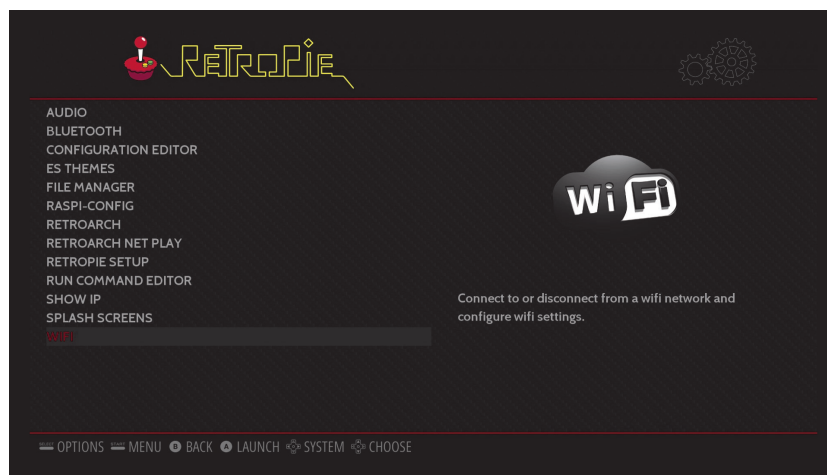 RETROPIE
AUDIO
BLUETOOTH
CONFIGURATION EDITOR
ES THEMES
FILE MANAGER
RASPI-CONFIG
RETROARCH
RETROARCH NET PLAY
RETROPIE SETUP
RUN COMMAND EDITOR
SHOW IP
SPLASH SCREENS
WIFI
Wi Fi
Connect to or disconnect from a wifi network and
configure wifi settings.
SELECT OPTIONS START MENU B BACK A LAUNCH SYSTEM CHOOSE